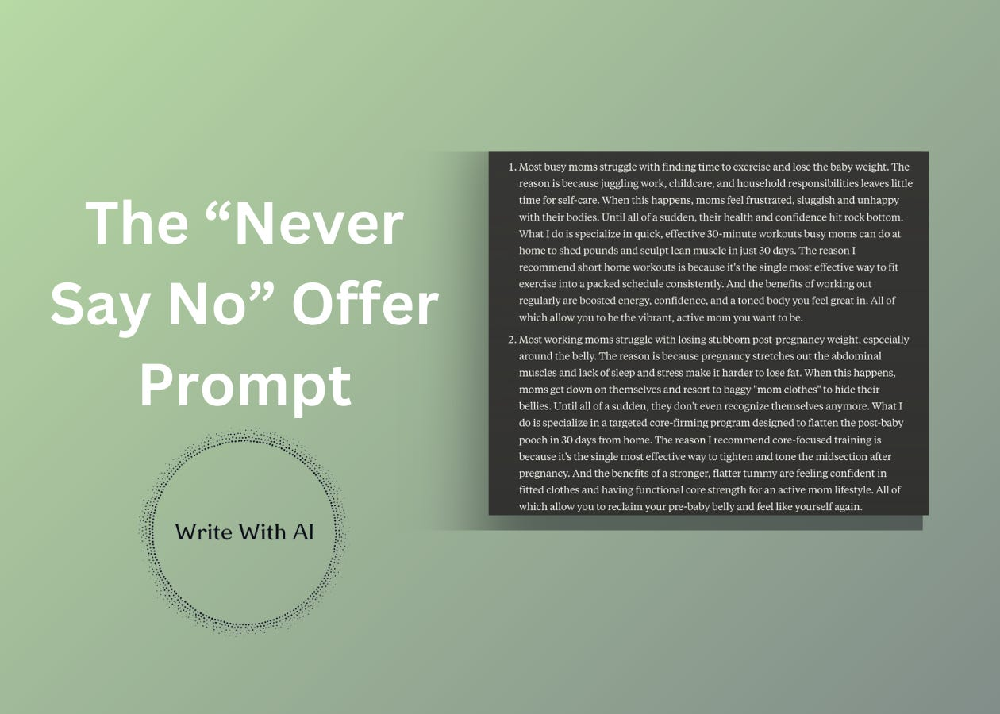 The “Never
Say No” Offer
Prompt
Write With AI
1. Most busy moms struggle with finding time to exercise and lose the baby weight. The
reason is because juggling work, childcare, and household responsibilities leaves little
time for self-care. When this happens, moms feel frustrated, sluggish and unhappy
with their bodies. Until all of a sudden, their health and confidence hit rock bottom.
What I do is specialize in quick, effective 30-minute workouts busy moms can do at
home to shed pounds and sculpt lean muscle in just 30 days. The reason I
recommend short home workouts is because it's the single most effective way to fit
exercise into a packed schedule consistently. And the benefits of working out
regularly are boosted energy, confidence, and a toned body you feel great in. All of
which allow you to be the vibrant, active mom you want to be.
2. Most working moms struggle with losing stubborn post-pregnancy weight, especially
around the belly. The reason is because pregnancy stretches out the abdominal
muscles and lack of sleep and stress make it harder to lose fat. When this happens,
moms get down on themselves and resort to baggy "mom clothes" to hide their
bellies. Until all of a sudden, they don't even recognize themselves anymore. What I
do is specialize in a targeted core-firming program designed to flatten the post-baby
pooch in 30 days from home. The reason I recommend core-focused training is
because it's the single most effective way to tighten and tone the midsection after
pregnancy. And the benefits of a stronger, flatter tummy are feeling confident in
fitted clothes and having functional core strength for an active mom lifestyle. All of
which allow you to reclaim your pre-baby belly and feel like yourself again.